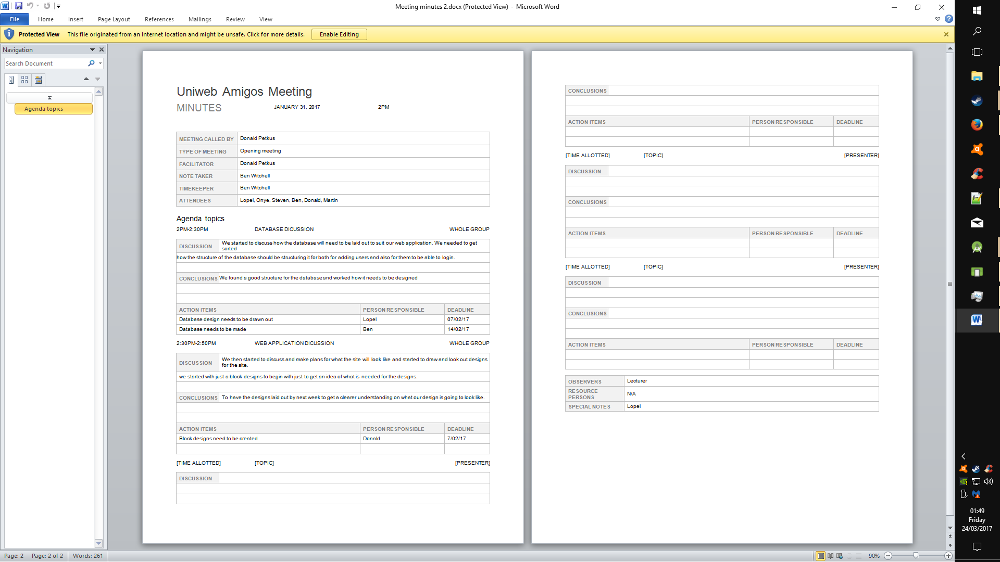 Meeting minutes 2.docx (Protected View) - Microsoft Word
File Home Insert Page Layout References Mailings Review View
Protected View This file originated from an Internet location and might be unsafe. Click for more details. Enable Editing
Navigation
Search Document
Agenda topics
Uniweb Amigos Meeting
MINUTES JANUARY 31, 2017 2PM
MEETING CALLED BY Donald Petkus
TYPE OF MEETING Opening meeting
FACILITATOR Donald Petkus
NOTE TAKER Ben Witchell
TIMEKEEPER Ben Witchell
ATTENDEES Lopel, Onye, Steven, Ben, Donald, Martin
Agenda topics
2PM-2:30PM DATABASE DICUSSION WHOLE GROUP
DISCUSSION We started to discuss how the database will need to be laid out to suit our web application. We needed to get
sorted
how the structure of the database should be structuring it for both for adding users and also for them to be able to login.
CONCLUSIONS We found a good structure for the database and worked how it needs to be designed
ACTION ITEMS PERSON RESPONSIBLE DEADLINE
Database design needs to be drawn out Lopel 07/02/17
Database needs to be made Ben 14/02/17
2:30PM-2:50PM WEB APPLICATION DICUSSION WHOLE GROUP
DISCUSSION We then started to discuss and make plans for what the site will look like and started to draw and look out designs
for the site.
we started with just a block designs to begin with just to get an idea of what is needed for the designs.
CONCLUSIONS To have the designs laid out by next week to get a clearer understanding on what our design is going to look like.
ACTION ITEMS PERSON RESPONSIBLE DEADLINE
Block designs need to be created Donald 7/02/17
[TIME ALLOTTED] [TOPIC] [PRESENTER]
DISCUSSION
CONCLUSIONS
ACTION ITEMS PERSON RESPONSIBLE DEADLINE
[TIME ALLOTTED] [TOPIC] [PRESENTER]
DISCUSSION
CONCLUSIONS
ACTION ITEMS PERSON RESPONSIBLE DEADLINE
[TIME ALLOTTED] [TOPIC] [PRESENTER]
DISCUSSION
CONCLUSIONS
ACTION ITEMS PERSON RESPONSIBLE DEADLINE
OBSERVERS Lecturer
RESOURCE
PERSONS N/A
SPECIAL NOTES Lopel
Page: 2 Page: 2 of 2 Words: 261 90%
01:49
Friday
24/03/2017